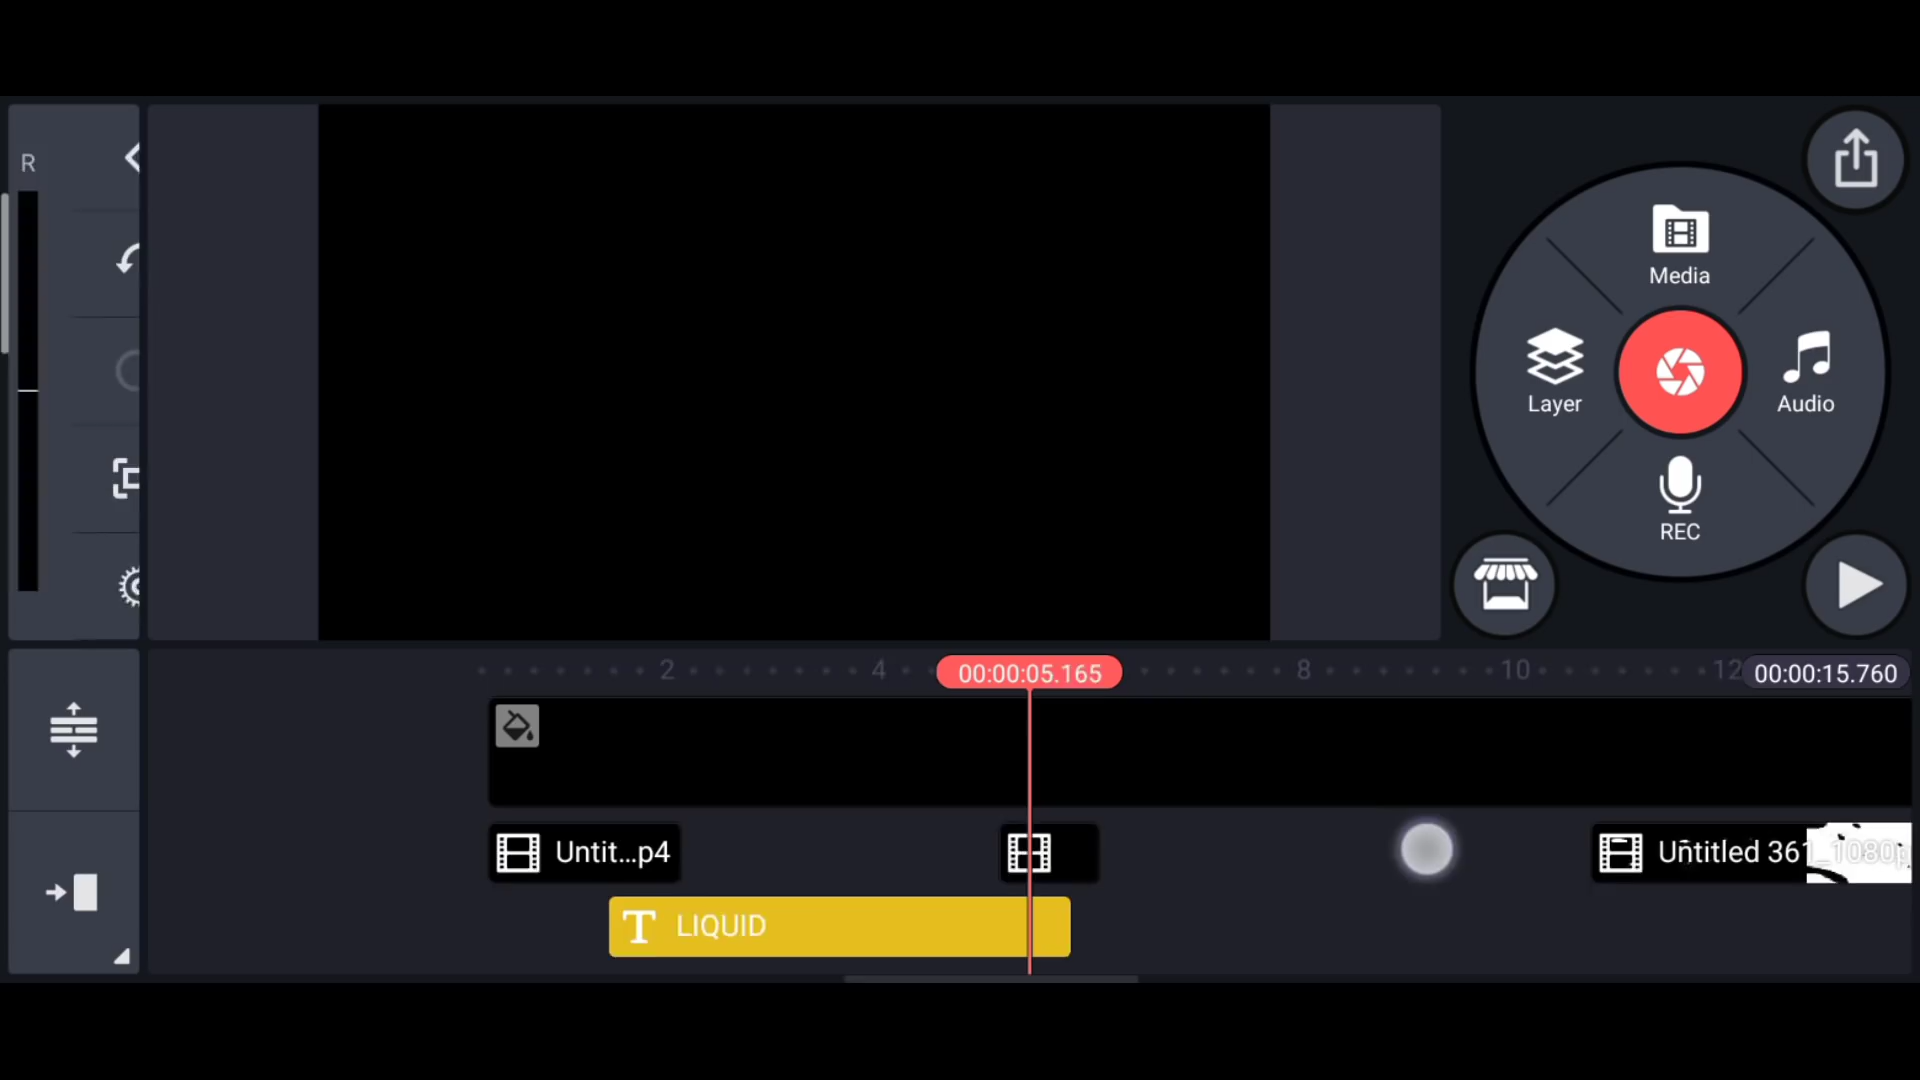 R
Media
Layer
Audio
REC
2
4
00:00:05.165
8
10
12
00:00:15.760
Untit...p4
Untitled 361_1080p
T LIQUID